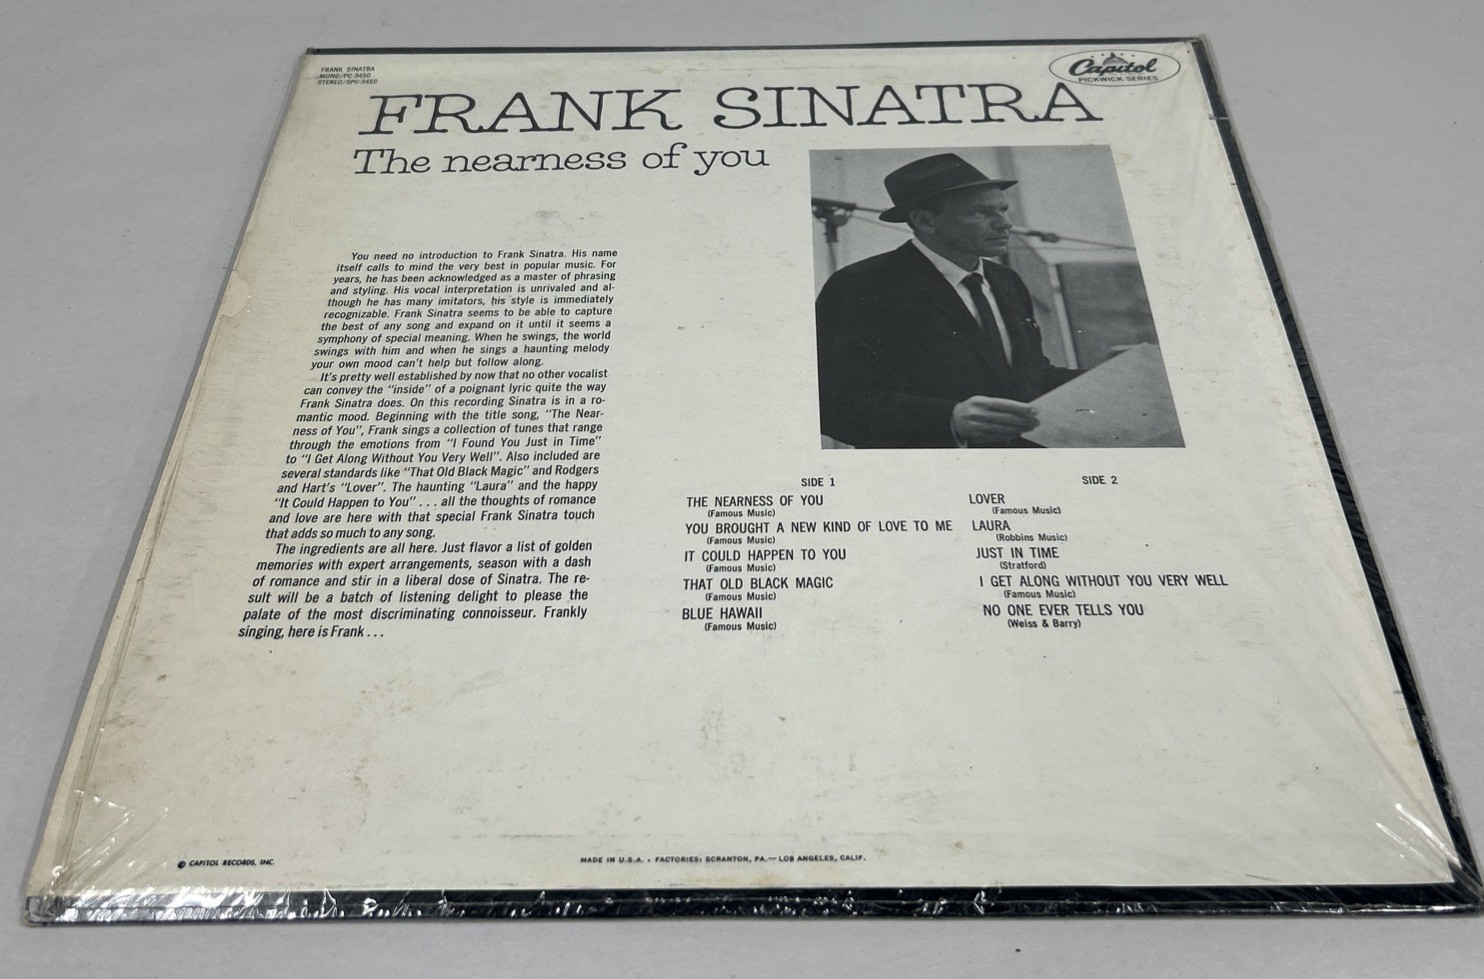 FRANK SINATRA
MONO/PC-3450
STEREO/SPC-3450
Capitol
PICKWICK SERIES
FRANK SINATRA
The nearness of you
You need no introduction to Frank Sinatra. His name
itself calls to mind the very best in popular music. For
years, he has been acknowledged as a master of phrasing
and styling. His vocal interpretation is unrivaled and al-
though he has many imitators, his style is immediately
recognizable. Frank Sinatra seems to be able to capture
the best of any song and expand on it until it seems a
symphony of special meaning. When he swings, the world
swings with him and when he sings a haunting melody
your own mood can't help but follow along.
It's pretty well established by now that no other vocalist
can convey the "inside" of a poignant lyric quite the way
Frank Sinatra does. On this recording Sinatra is in a ro-
mantic mood. Beginning with the title song, "The Near-
ness of You", Frank sings a collection of tunes that range
through the emotions from "I Found You Just in Time"
to "I Get Along Without You Very Well". Also included are
several standards like "That Old Black Magic" and Rodgers
and Hart's "Lover". The haunting "Laura" and the happy
"It Could Happen to You" . . . all the thoughts of romance
and love are here with that special Frank Sinatra touch
that adds so much to any song.
The ingredients are all here. Just flavor a list of golden
memories with expert arrangements, season with a dash
of romance and stir in a liberal dose of Sinatra. The re-
sult will be a batch of listening delight to please the
palate of the most discriminating connoisseur. Frankly
singing, here is Frank . . .
SIDE 1
THE NEARNESS OF YOU
(Famous Music)
YOU BROUGHT A NEW KIND OF LOVE TO ME
(Famous Music)
IT COULD HAPPEN TO YOU
(Famous Music)
THAT OLD BLACK MAGIC
(Famous Music)
BLUE HAWAII
(Famous Music)
SIDE 2
LOVER
(Famous Music)
LAURA
(Robbins Music)
JUST IN TIME
(Stratford)
I GET ALONG WITHOUT YOU VERY WELL
(Famous Music)
NO ONE EVER TELLS YOU
(Weiss & Barry)
© CAPITOL RECORDS, INC.
MADE IN U.S.A. • FACTORIES: SCRANTON, PA.—LOS ANGELES, CALIF.